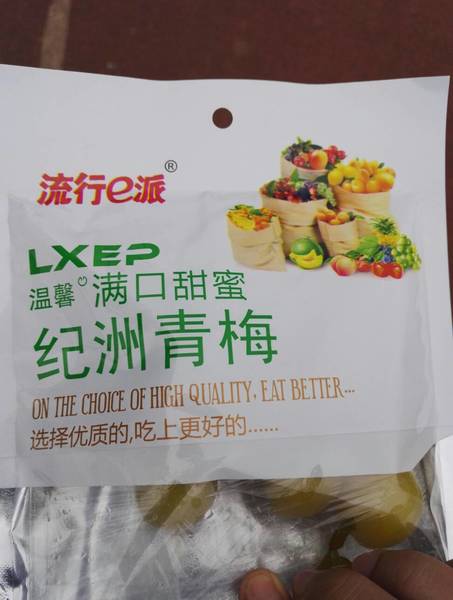 流行e派®
LXEP
温馨 满口甜蜜
纪洲青梅
ON THE CHOICE OF HIGH QUALITY, EAT BETTER...
选择优质的,吃上更好的......